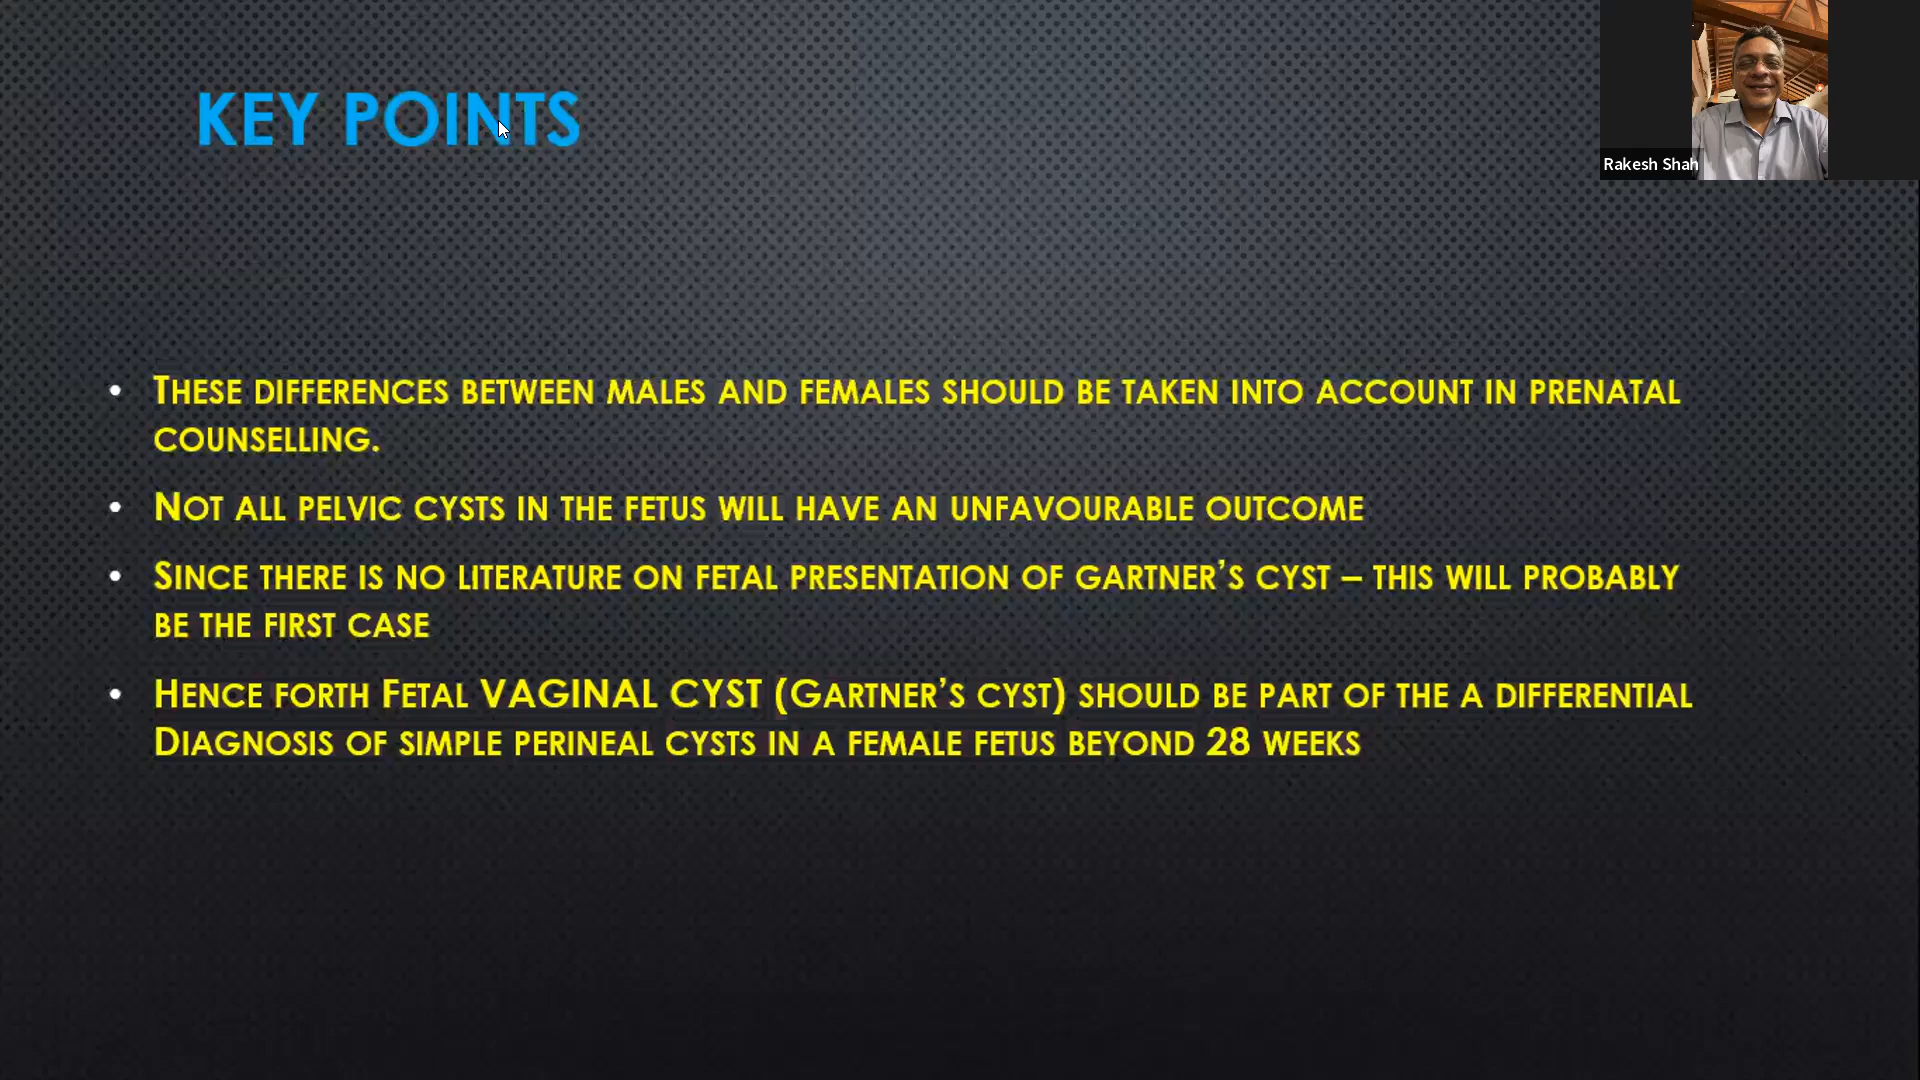 KEY POINTS
Rakesh Shah
THESE DIFFERENCES BETWEEN MALES AND FEMALES SHOULD BE TAKEN INTO ACCOUNT IN PRENATAL
COUNSELLING.
NOT ALL PELVIC CYSTS IN THE FETUS WILL HAVE AN UNFAVOURABLE OUTCOME
SINCE THERE IS NO LITERATURE ON FETAL PRESENTATION OF GARTNER’S CYST – THIS WILL PROBABLY
BE THE FIRST CASE
HENCE FORTH FETAL VAGINAL CYST (GARTNER’S CYST) SHOULD BE PART OF THE A DIFFERENTIAL
DIAGNOSIS OF SIMPLE PERINEAL CYSTS IN A FEMALE FETUS BEYOND 28 WEEKS